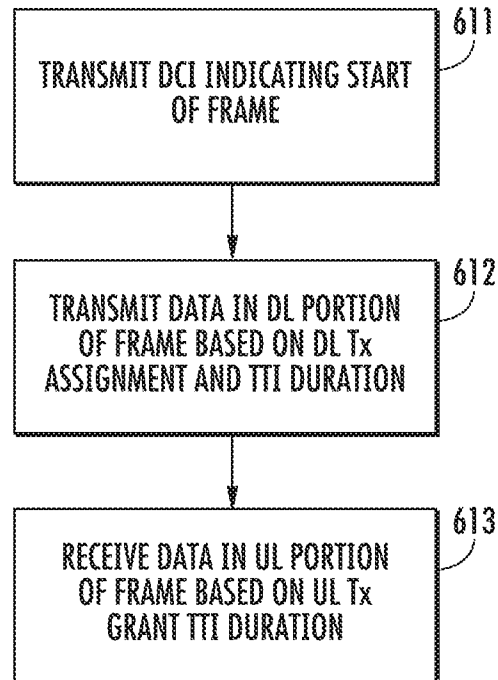 611
TRANSMIT DCI INDICATING START
OF FRAME
612
TRANSMIT DATA IN DL PORTION
OF FRAME BASED ON DL Tx
ASSIGNMENT AND TTI DURATION
613
RECEIVE DATA IN UL PORTION
OF FRAME BASED ON UL Tx
GRANT TTI DURATION